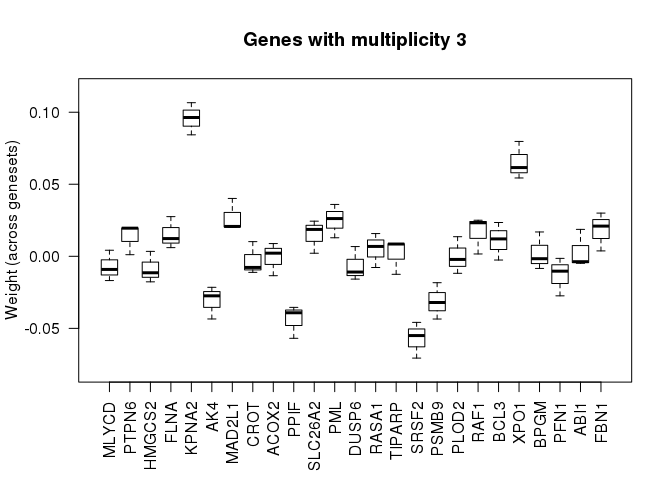 Genes with multiplicity 3
Weight (across genesets)
0.10
0.05
0.00
-0.05
MLYCD
PTPN6
HMGCS2
FLNA
KPNA2
AK4
MAD2L1
CROT
ACOX2
PPIF
SLC26A2
PML
DUSP6
RASA1
TIPARP
SRSF2
PSMB9
PLOD2
RAF1
BCL3
XPO1
BPGM
PFN1
ABI1
FBN1